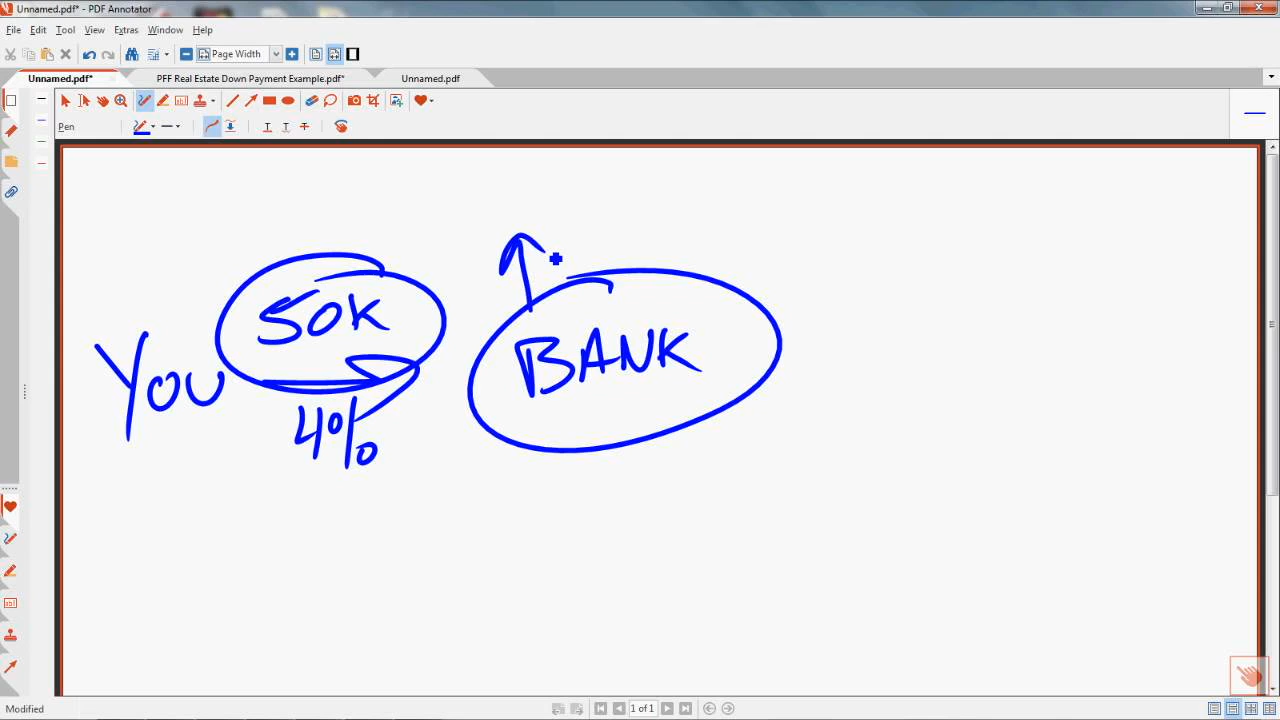 Unnamed.pdf* - PDF Annotator
File Edit Tool View Extras Window Help
Page Width
Unnamed.pdf* PFF Real Estate Down Payment Example.pdf* Unnamed.pdf
Pen
50K
BANK
YOU
4%
Modified
1 of 1